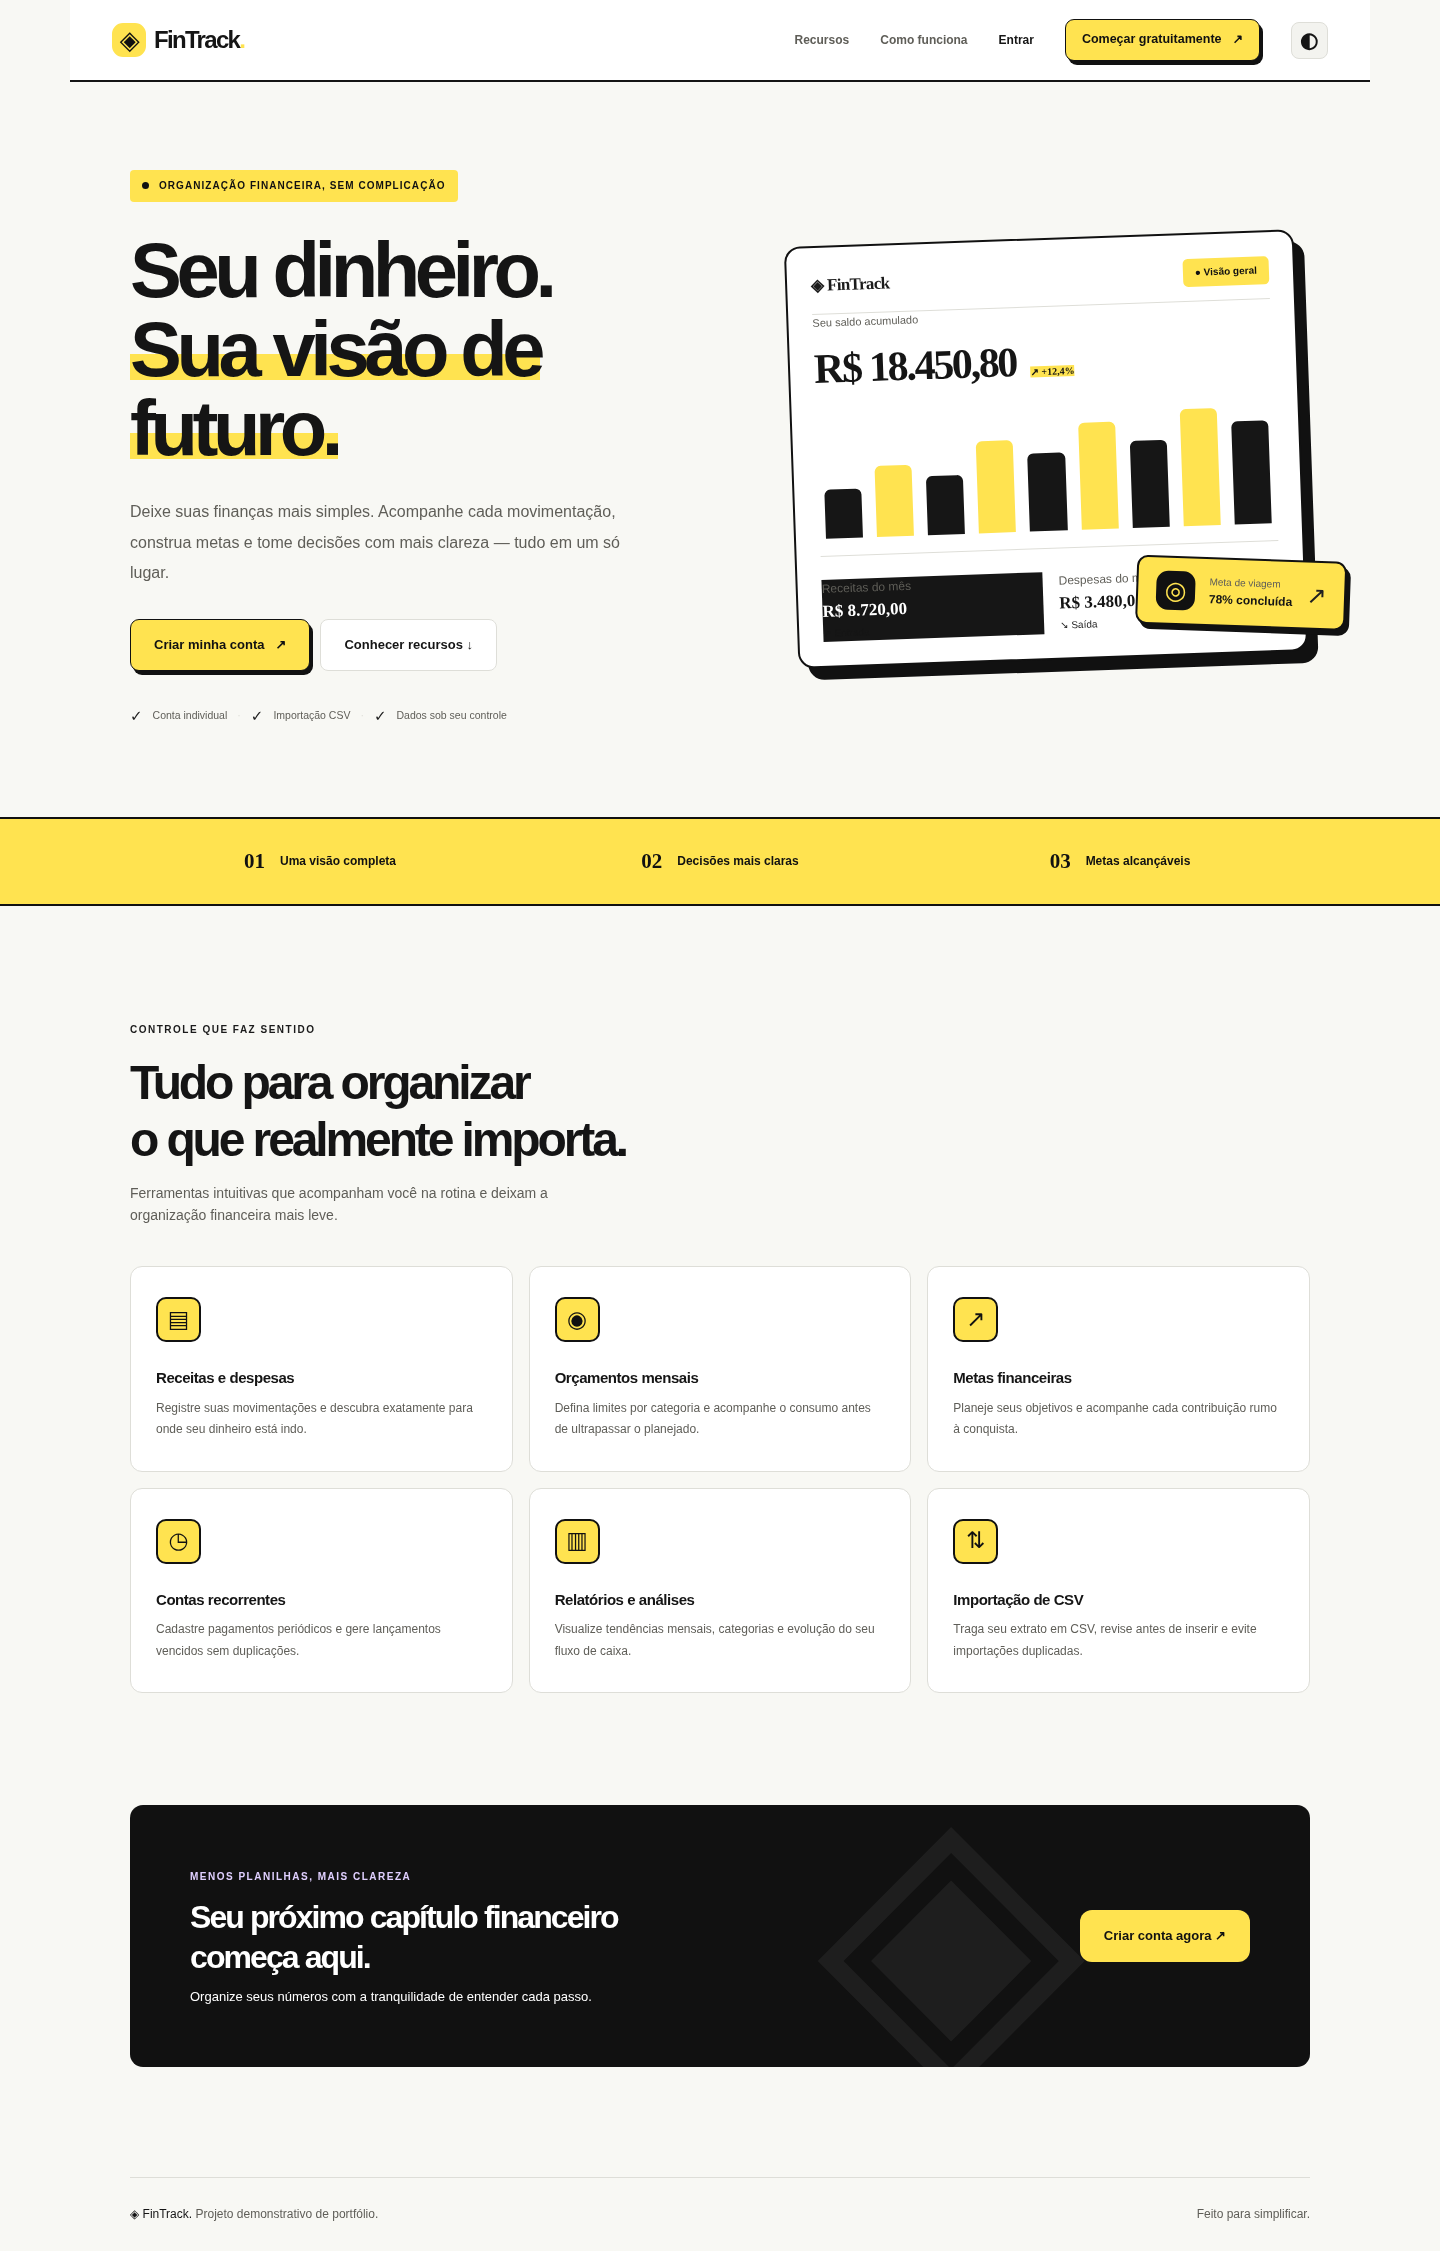 ◈ FinTrack.
Recursos
Como funciona
Entrar
Começar gratuitamente ↗
ORGANIZAÇÃO FINANCEIRA, SEM COMPLICAÇÃO
Seu dinheiro.
Sua visão de
futuro.
Deixe suas finanças mais simples. Acompanhe cada movimentação,
construa metas e tome decisões com mais clareza — tudo em um só
lugar.
Criar minha conta ↗
Conhecer recursos ↓
✓ Conta individual · ✓ Importação CSV · ✓ Dados sob seu controle
◈ FinTrack
● Visão geral
Seu saldo acumulado
R$ 18.450,80 ↗ +12,4%
Receitas do mês
R$ 8.720,00
Despesas do
R$ 3.480,0
↘ Saída
Meta de viagem
78% concluída ↗
01 Uma visão completa
02 Decisões mais claras
03 Metas alcançáveis
CONTROLE QUE FAZ SENTIDO
Tudo para organizar
o que realmente importa.
Ferramentas intuitivas que acompanham você na rotina e deixam a
organização financeira mais leve.
Receitas e despesas
Registre suas movimentações e descubra exatamente para
onde seu dinheiro está indo.
Orçamentos mensais
Defina limites por categoria e acompanhe o consumo antes
de ultrapassar o planejado.
Metas financeiras
Planeje seus objetivos e acompanhe cada contribuição rumo
à conquista.
Contas recorrentes
Cadastre pagamentos periódicos e gere lançamentos
vencidos sem duplicações.
Relatórios e análises
Visualize tendências mensais, categorias e evolução do seu
fluxo de caixa.
Importação de CSV
Traga seu extrato em CSV, revise antes de inserir e evite
importações duplicadas.
MENOS PLANILHAS, MAIS CLAREZA
Seu próximo capítulo financeiro
começa aqui.
Organize seus números com a tranquilidade de entender cada passo.
Criar conta agora ↗
◈ FinTrack. Projeto demonstrativo de portfólio.
Feito para simplificar.